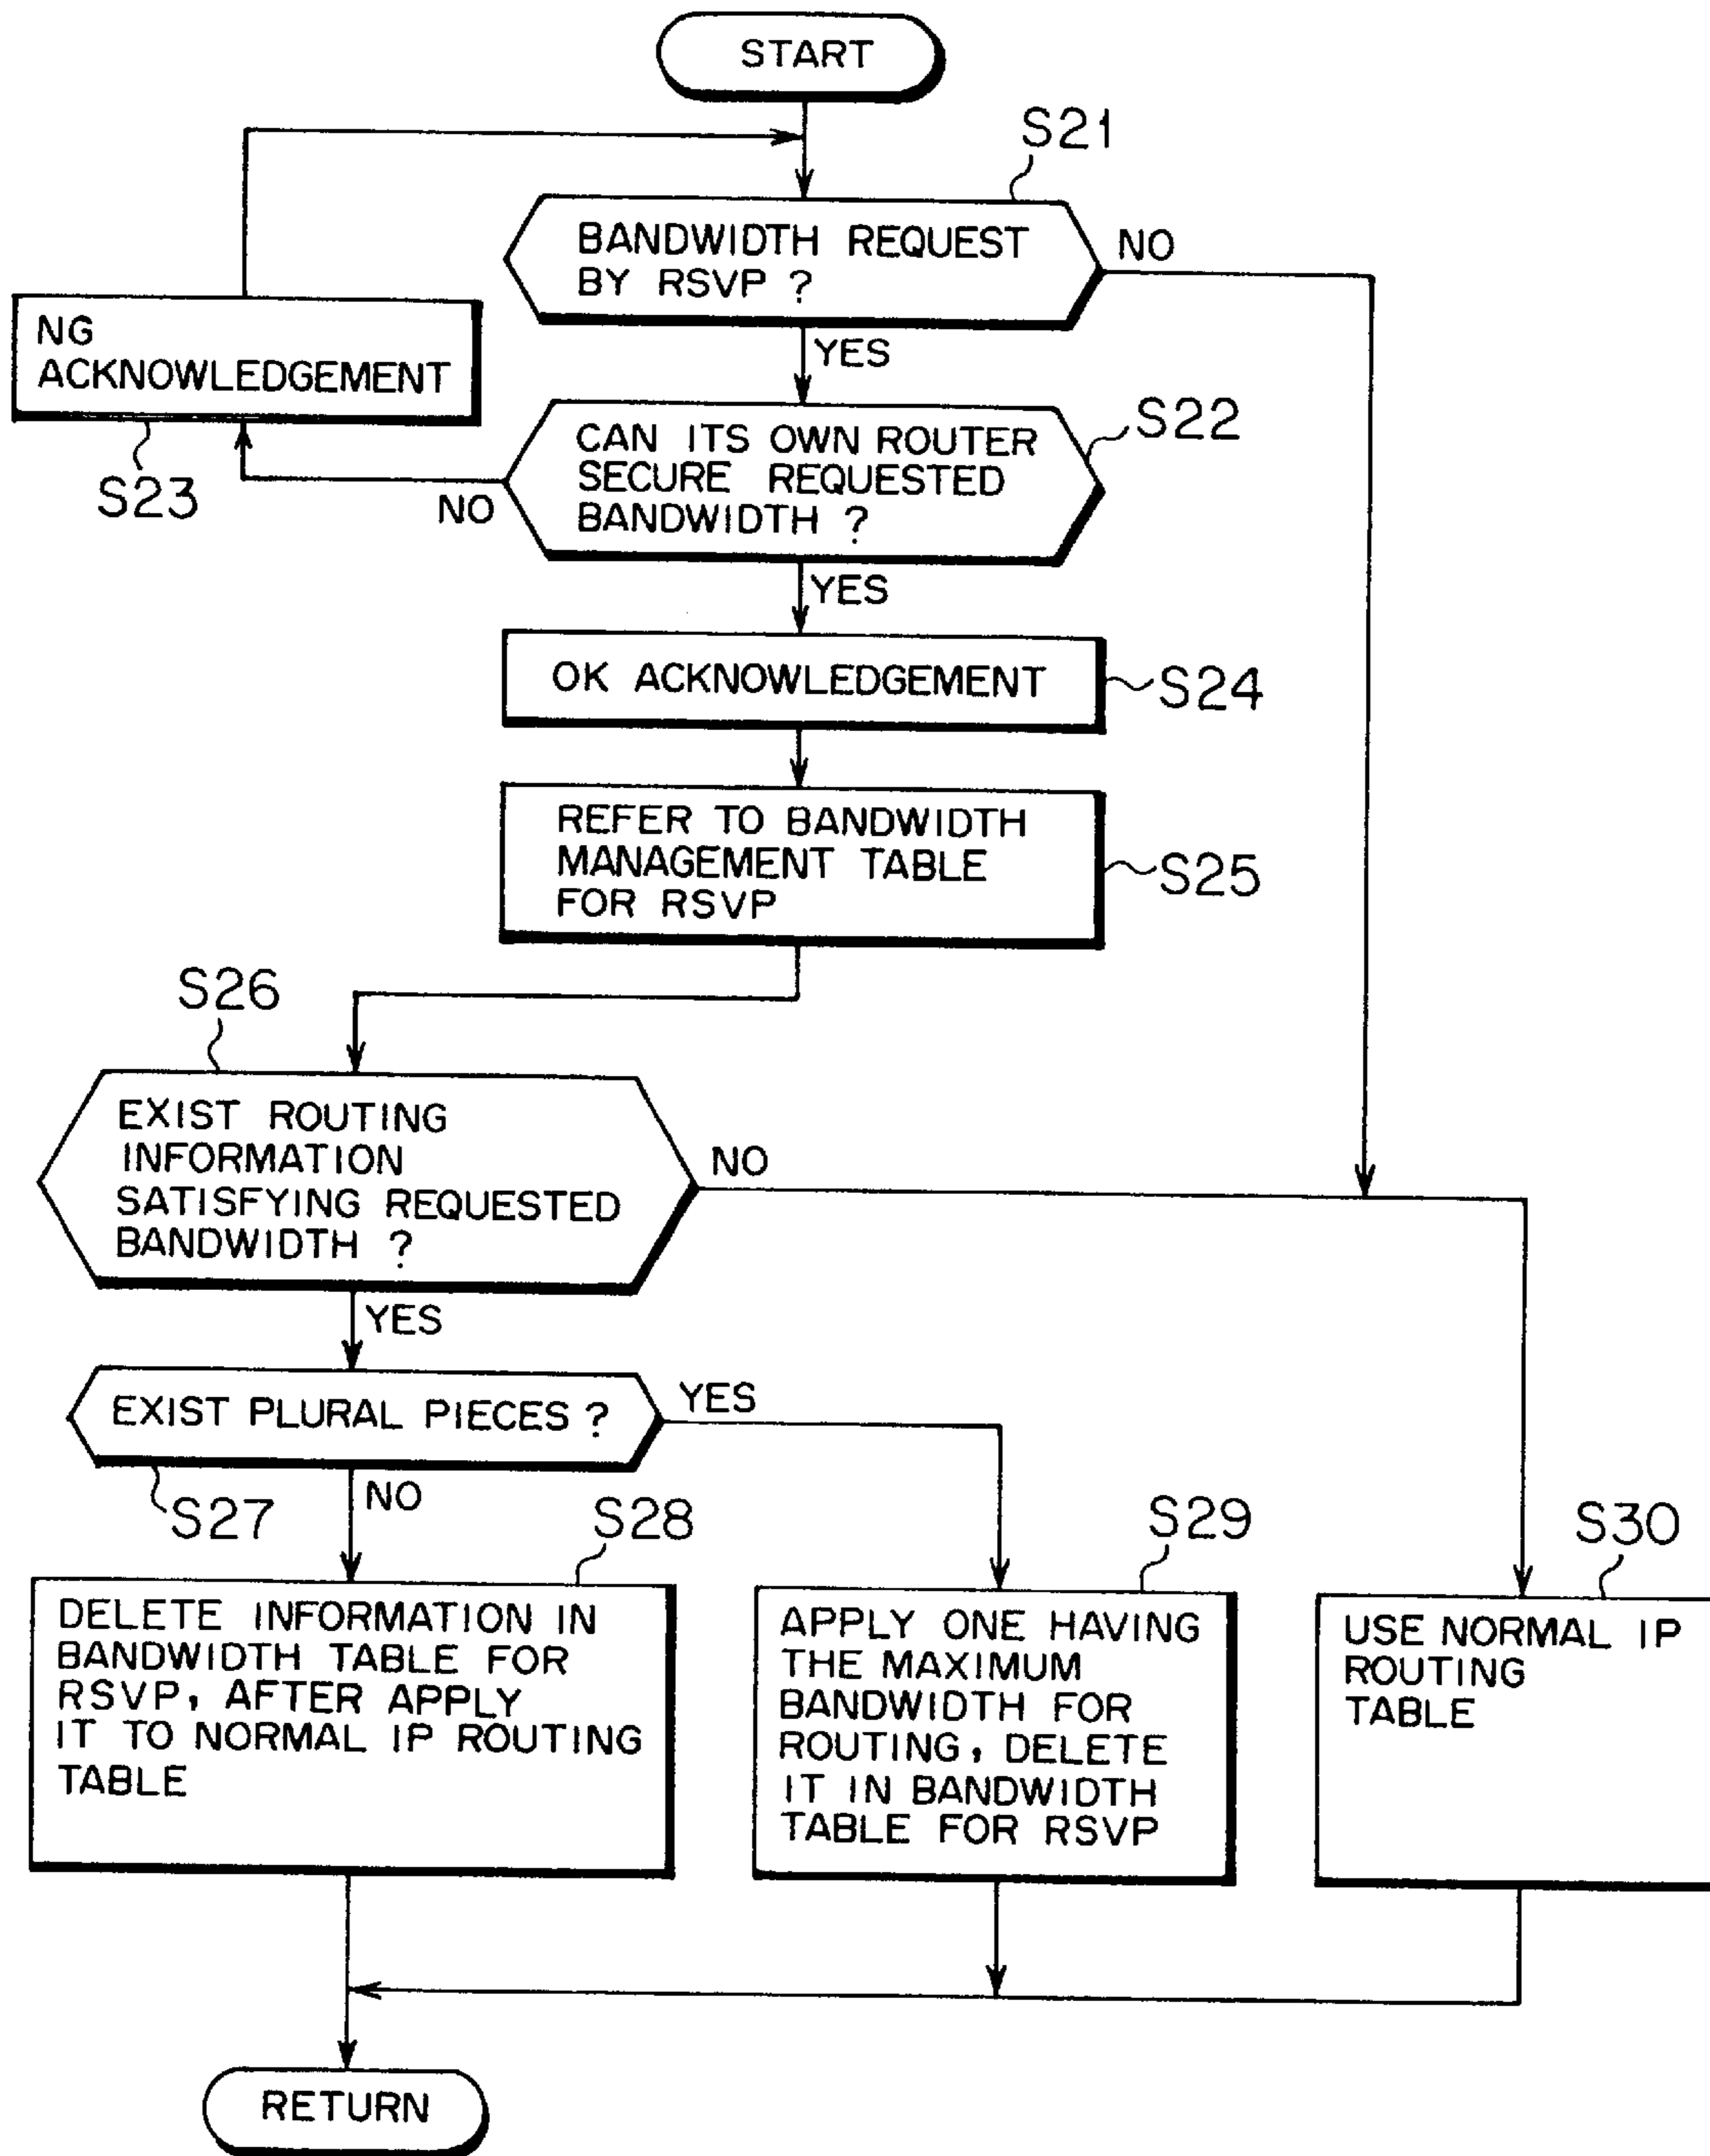 START
S21
BANDWIDTH REQUEST
BY RSVP ?
NO
YES
NG
ACKNOWLEDGEMENT
S23
CAN ITS OWN ROUTER
SECURE REQUESTED
BANDWIDTH ?
S22
NO
YES
OK ACKNOWLEDGEMENT
S24
REFER TO BANDWIDTH
MANAGEMENT TABLE
FOR RSVP
S25
S26
EXIST ROUTING
INFORMATION
SATISFYING REQUESTED
BANDWIDTH ?
NO
YES
EXIST PLURAL PIECES ?
YES
S27
NO
S28
DELETE INFORMATION IN
BANDWIDTH TABLE FOR
RSVP, AFTER APPLY
IT TO NORMAL IP ROUTING
TABLE
S29
APPLY ONE HAVING
THE MAXIMUM
BANDWIDTH FOR
ROUTING, DELETE
IT IN BANDWIDTH
TABLE FOR RSVP
S30
USE NORMAL IP
ROUTING
TABLE
RETURN